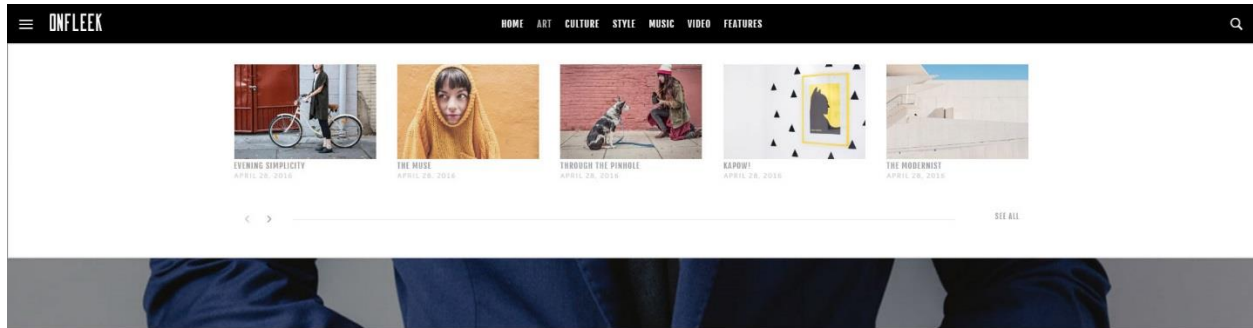 ONFLEEK
HOME ART CULTURE STYLE MUSIC VIDEO FEATURES
EVENING SIMPLICITY
APRIL 28, 2016
THE MUSE
APRIL 28, 2016
THROUGH THE PINHOLE
APRIL 28, 2016
KAPOW!
APRIL 28, 2016
THE MODERNIST
APRIL 28, 2016
SEE ALL